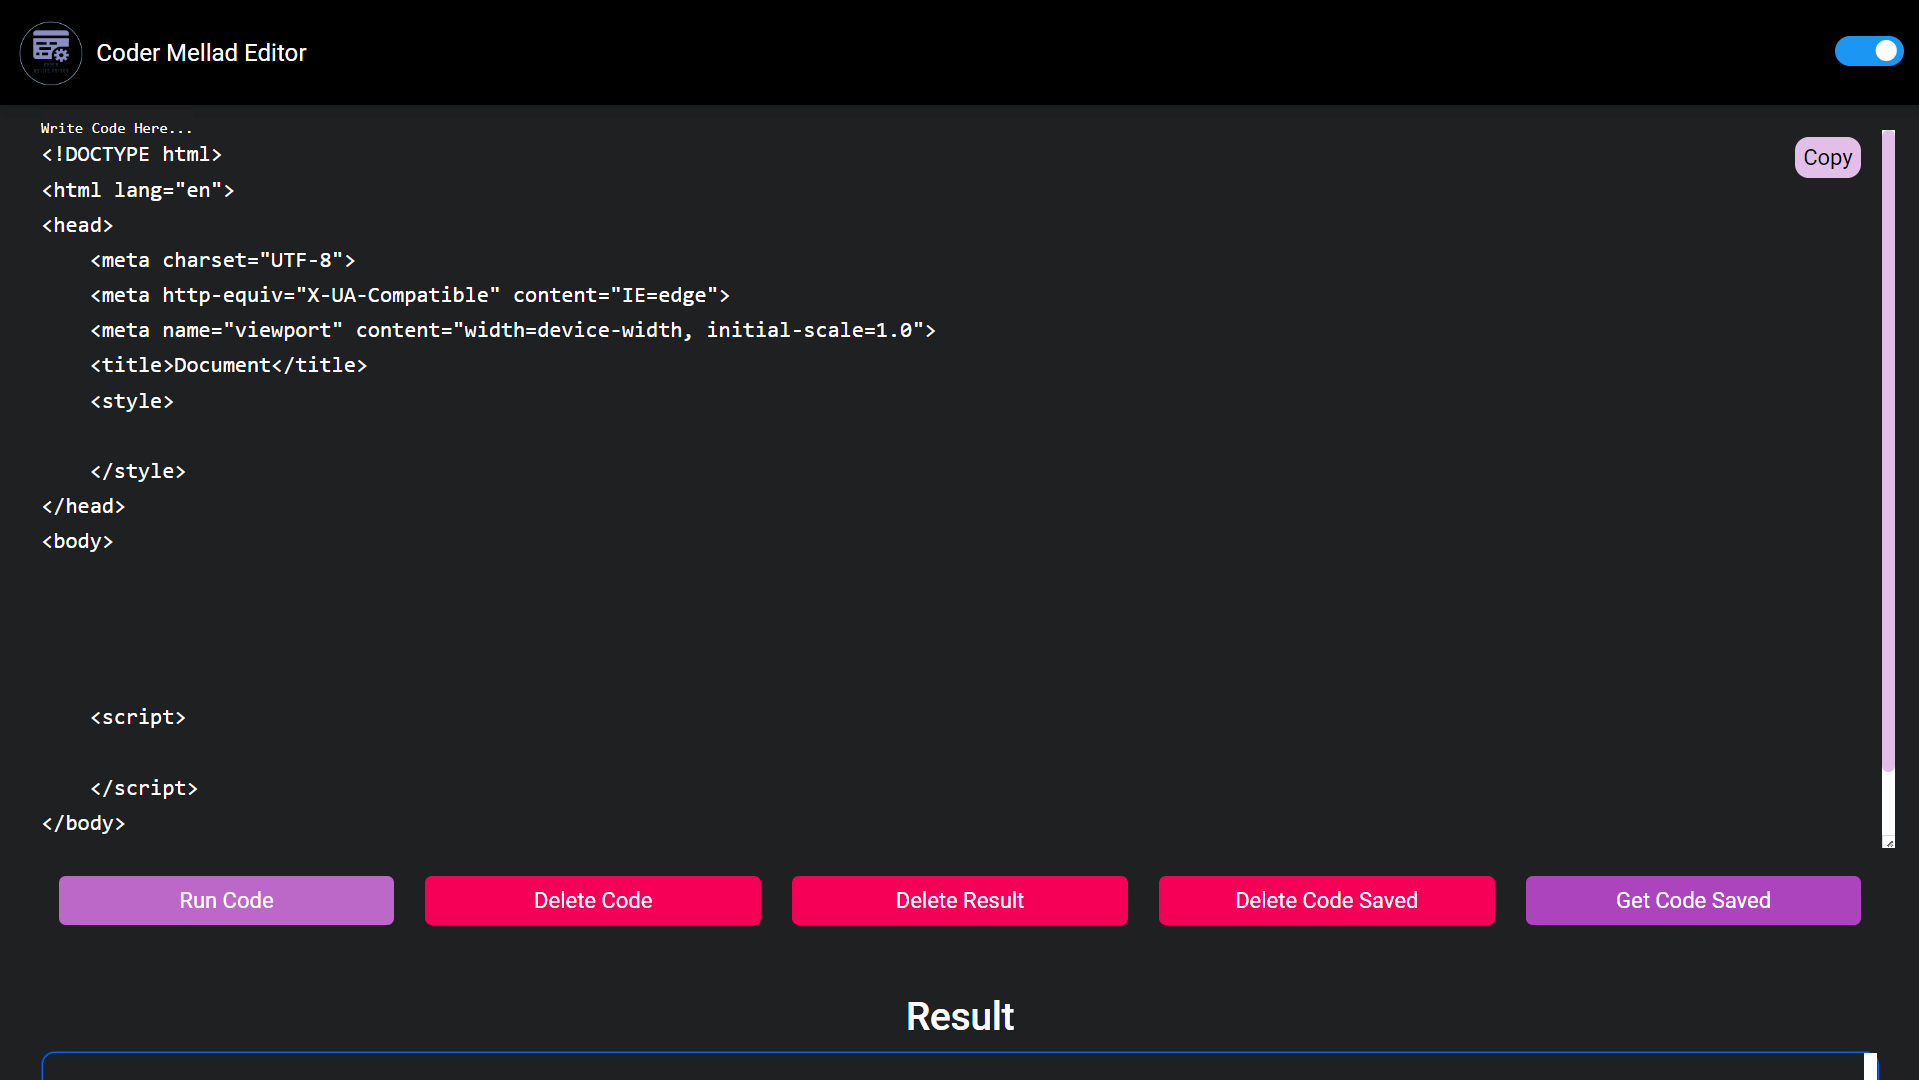 Coder Mellad Editor
Write Code Here...
<!DOCTYPE html>
<html lang="en">
<head>
    <meta charset="UTF-8">
    <meta http-equiv="X-UA-Compatible" content="IE=edge">
    <meta name="viewport" content="width=device-width, initial-scale=1.0">
    <title>Document</title>
    <style>
    </style>
</head>
<body>
    <script>
    </script>
</body>
Copy
Run Code
Delete Code
Delete Result
Delete Code Saved
Get Code Saved
Result